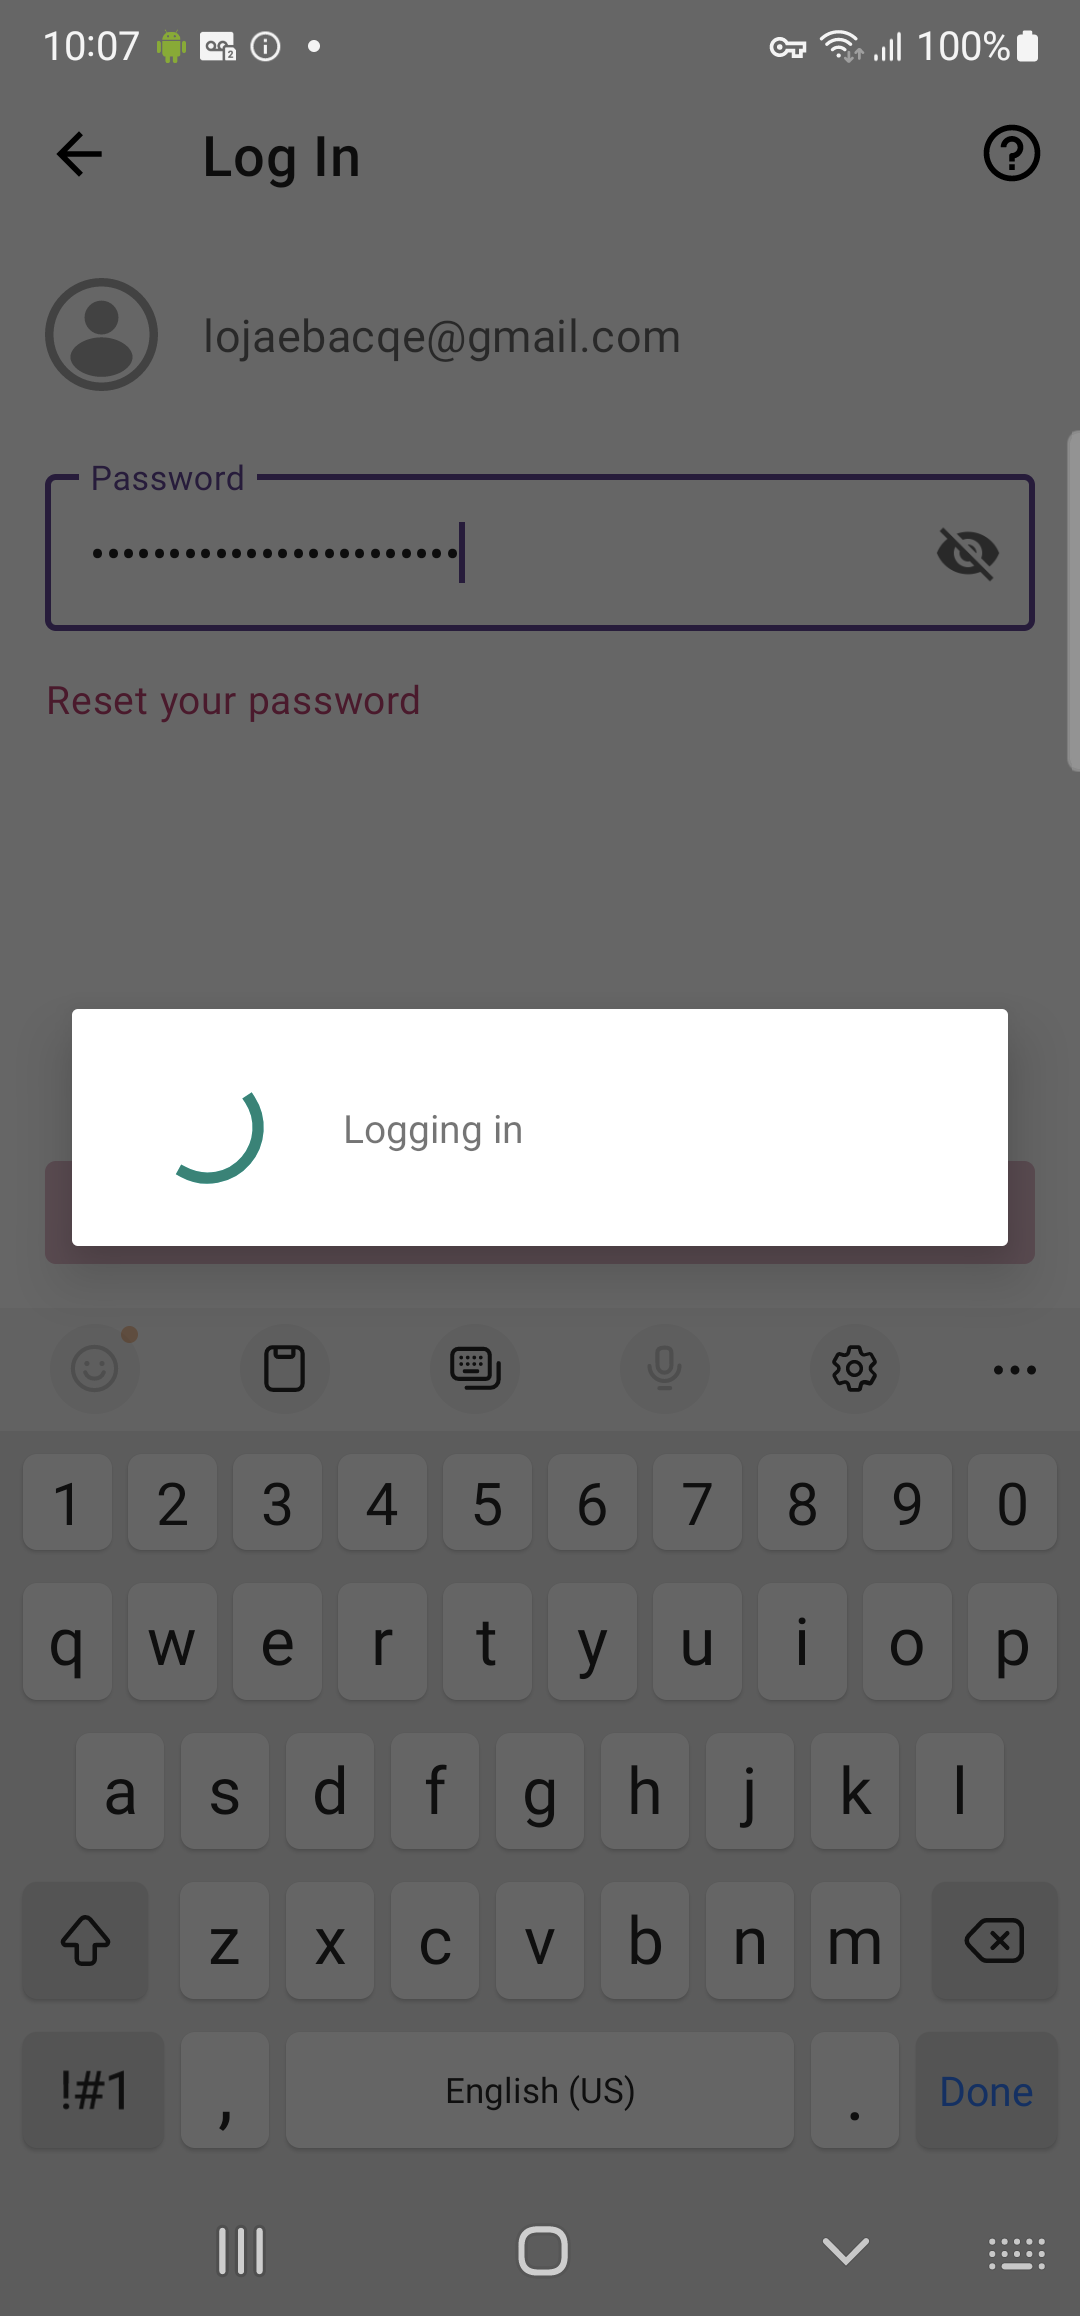 10:07 2 100%
Log In
lojaebacqe@gmail.com
Password
••••••••••••••••••••••••
Reset your password
Logging in
1 2 3 4 5 6 7 8 9 0
q w e r t y u i o p
a s d f g h j k l
z x c v b n m
!#1 , English (US) . Done